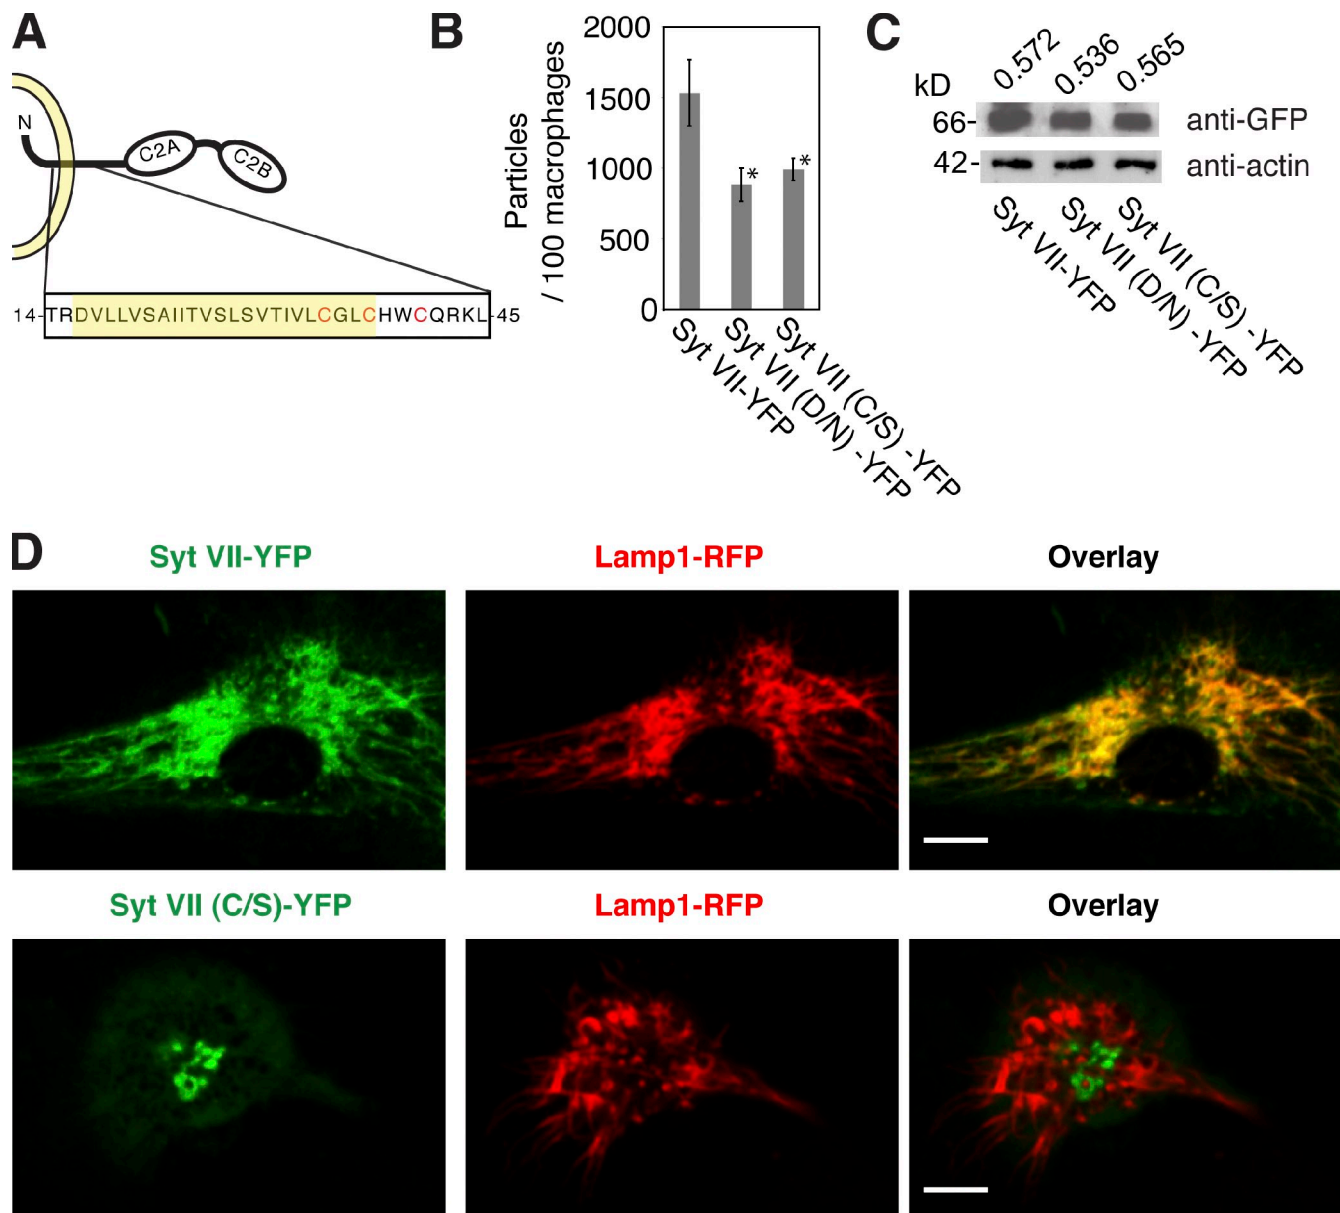 A
N
C2A
C2B
14-TRDVLLVSAIITVSLSVTIVLCGLCHWCQRKL-45
B
Particles
/ 100 macrophages
2000
1500
1000
500
0
*
*
Syt VII-YFP
Syt VII (D/N) -YFP
Syt VII (C/S) -YFP
C
kD
0.572
0.536
0.565
66-
anti-GFP
42-
anti-actin
Syt VII-YFP
Syt VII (D/N) -YFP
Syt VII (C/S) -YFP
D
Syt VII-YFP
Lamp1-RFP
Overlay
Syt VII (C/S)-YFP
Lamp1-RFP
Overlay